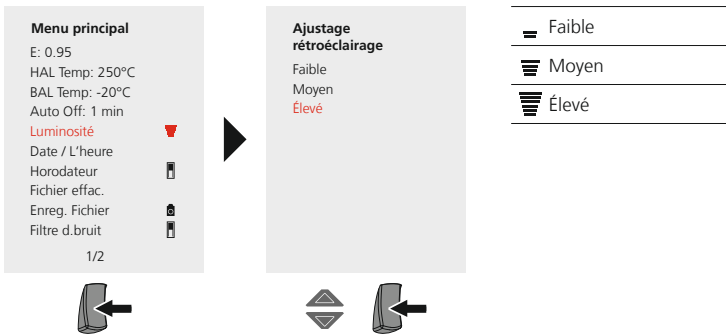 Menu principal
E: 0.95
HAL Temp: 250°C
BAL Temp: -20°C
Auto Off: 1 min
Luminosité
Date / L'heure
Horodateur
Fichier effac.
Enreg. Fichier
Filtre d.bruit
1/2
Ajustage
rétroéclairage
Faible
Moyen
Élevé
Faible
Moyen
Élevé